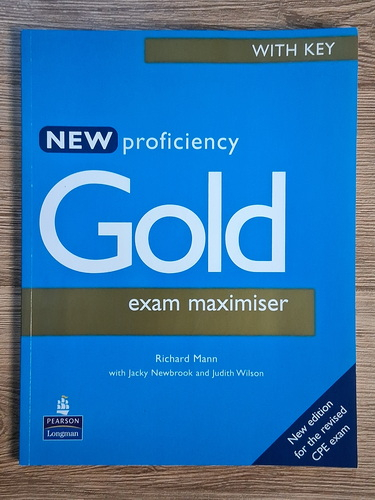 WITH KEY
NEW proficiency
Gold
exam maximiser
Richard Mann
with Jacky Newbrook and Judith Wilson
PEARSON
Longman
New edition
for the revised
CPE exam